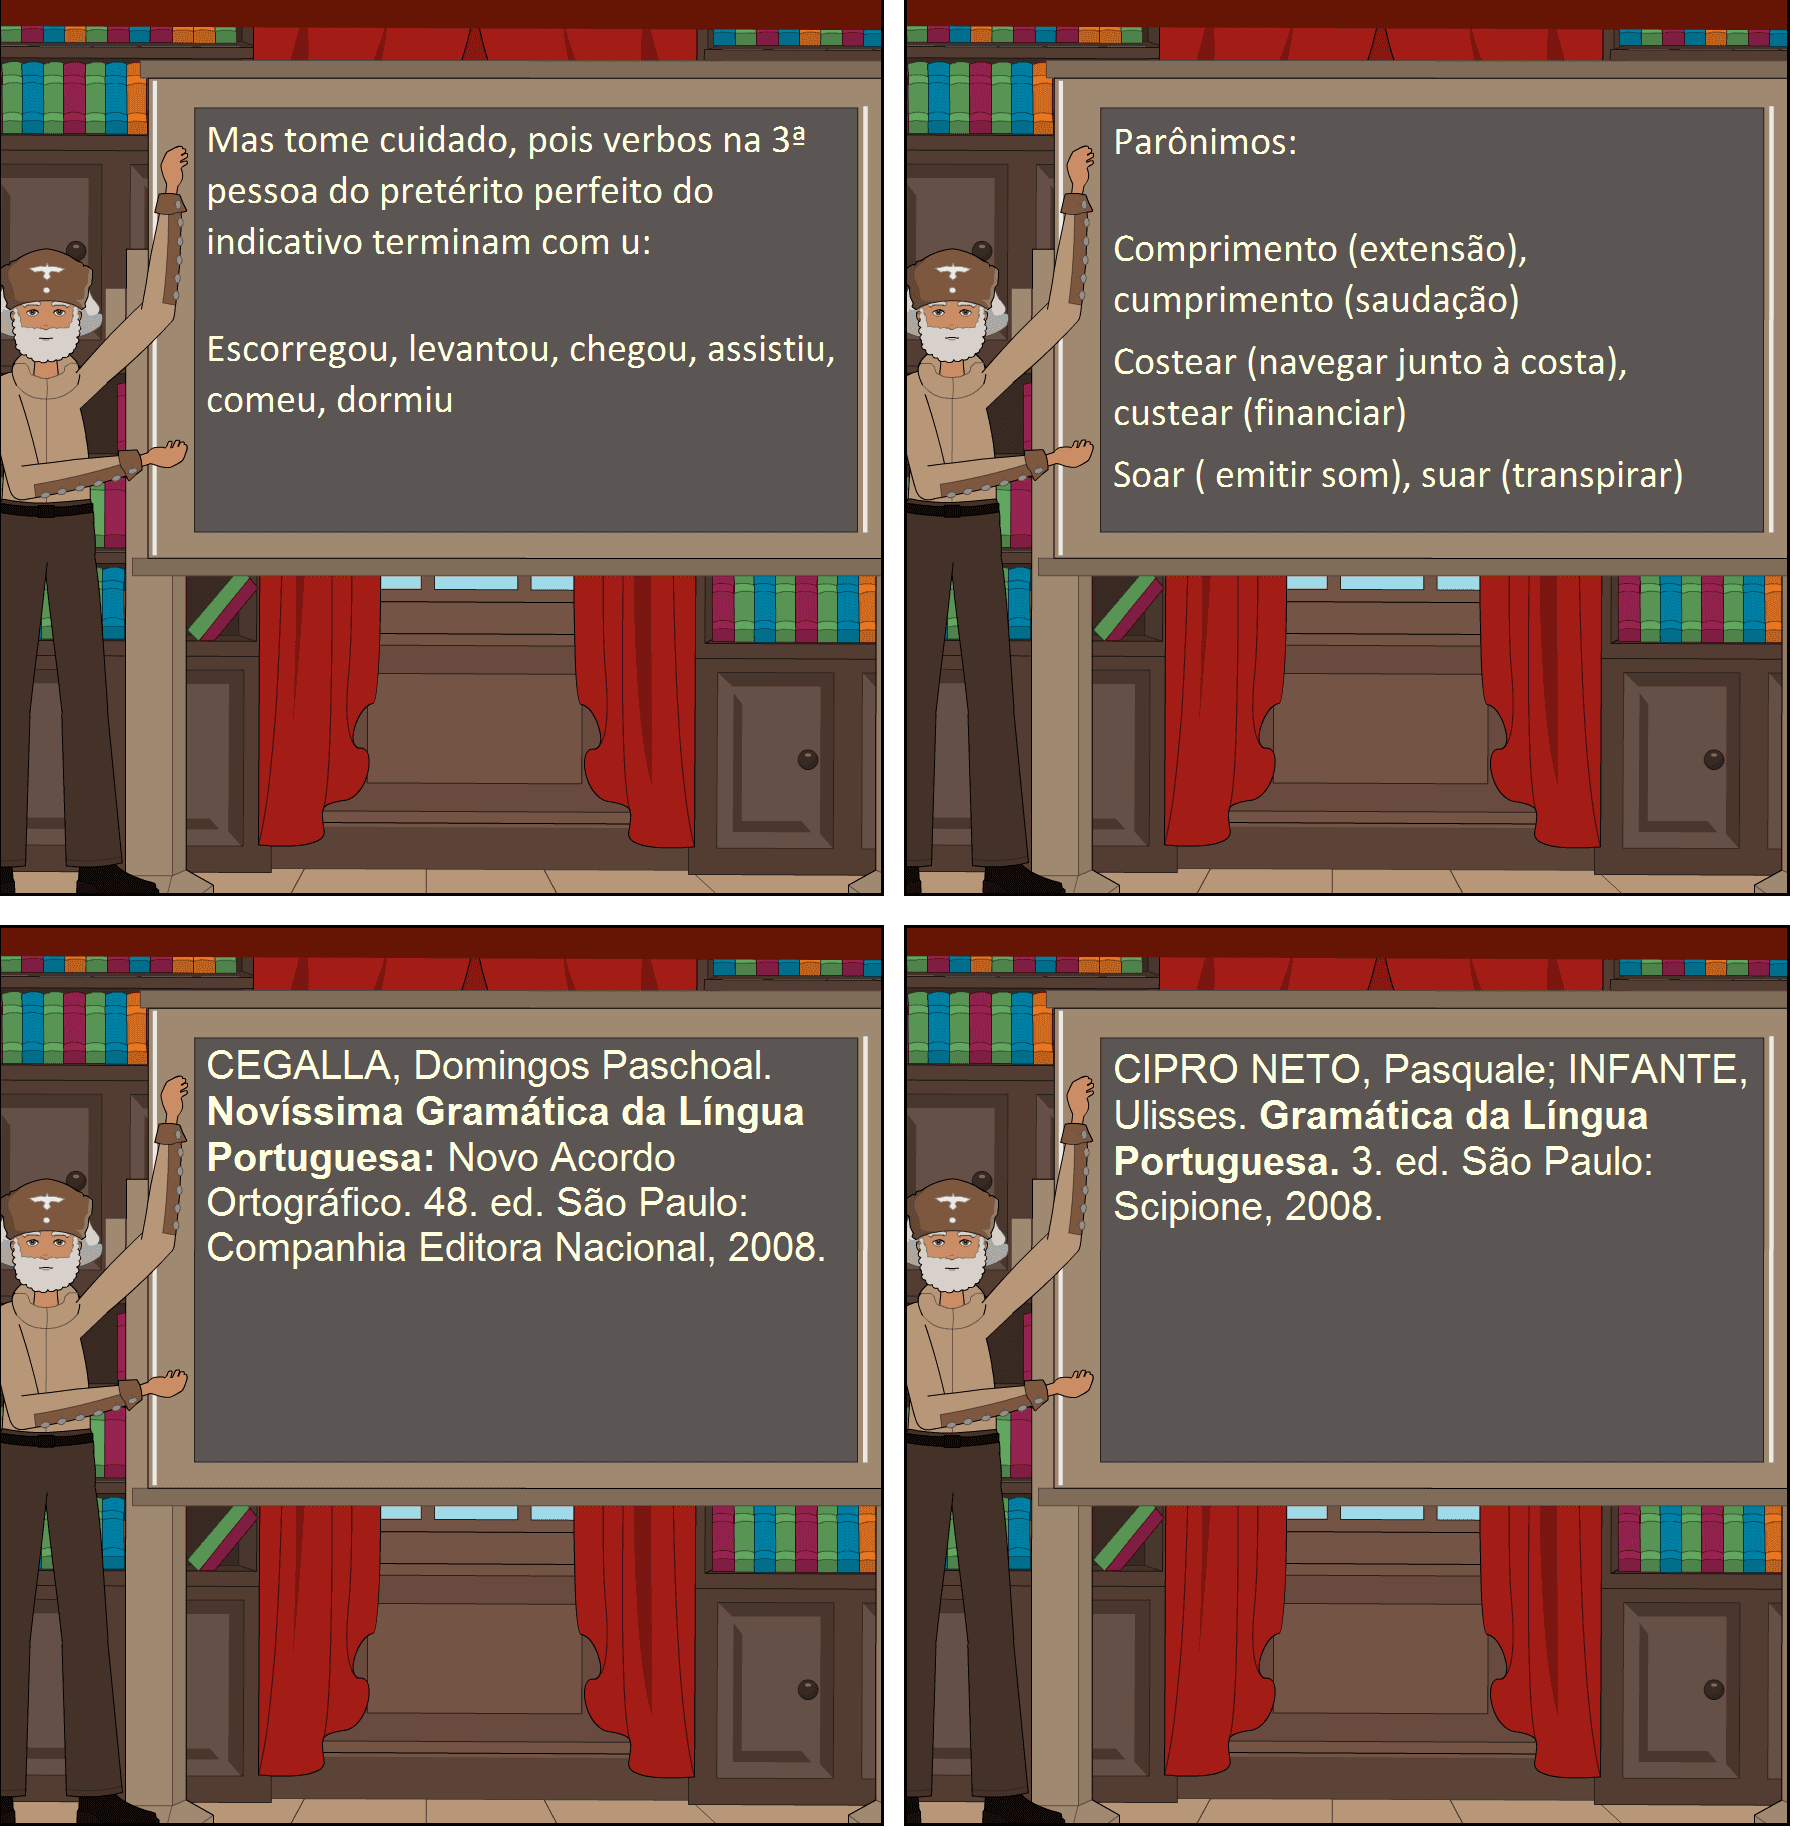 Mas tome cuidado, pois verbos na 3ª
pessoa do pretérito perfeito do
indicativo terminam com u:
Escorregou, levantou, chegou, assistiu,
comeu, dormiu
Parônimos:
Comprimento (extensão),
cumprimento (saudação)
Costear (navegar junto à costa),
custear (financiar)
Soar ( emitir som), suar (transpirar)
CEGALLA, Domingos Paschoal.
Novíssima Gramática da Língua
Portuguesa: Novo Acordo
Ortográfico. 48. ed. São Paulo:
Companhia Editora Nacional, 2008.
CIPRO NETO, Pasquale; INFANTE,
Ulisses. Gramática da Língua
Portuguesa. 3. ed. São Paulo:
Scipione, 2008.